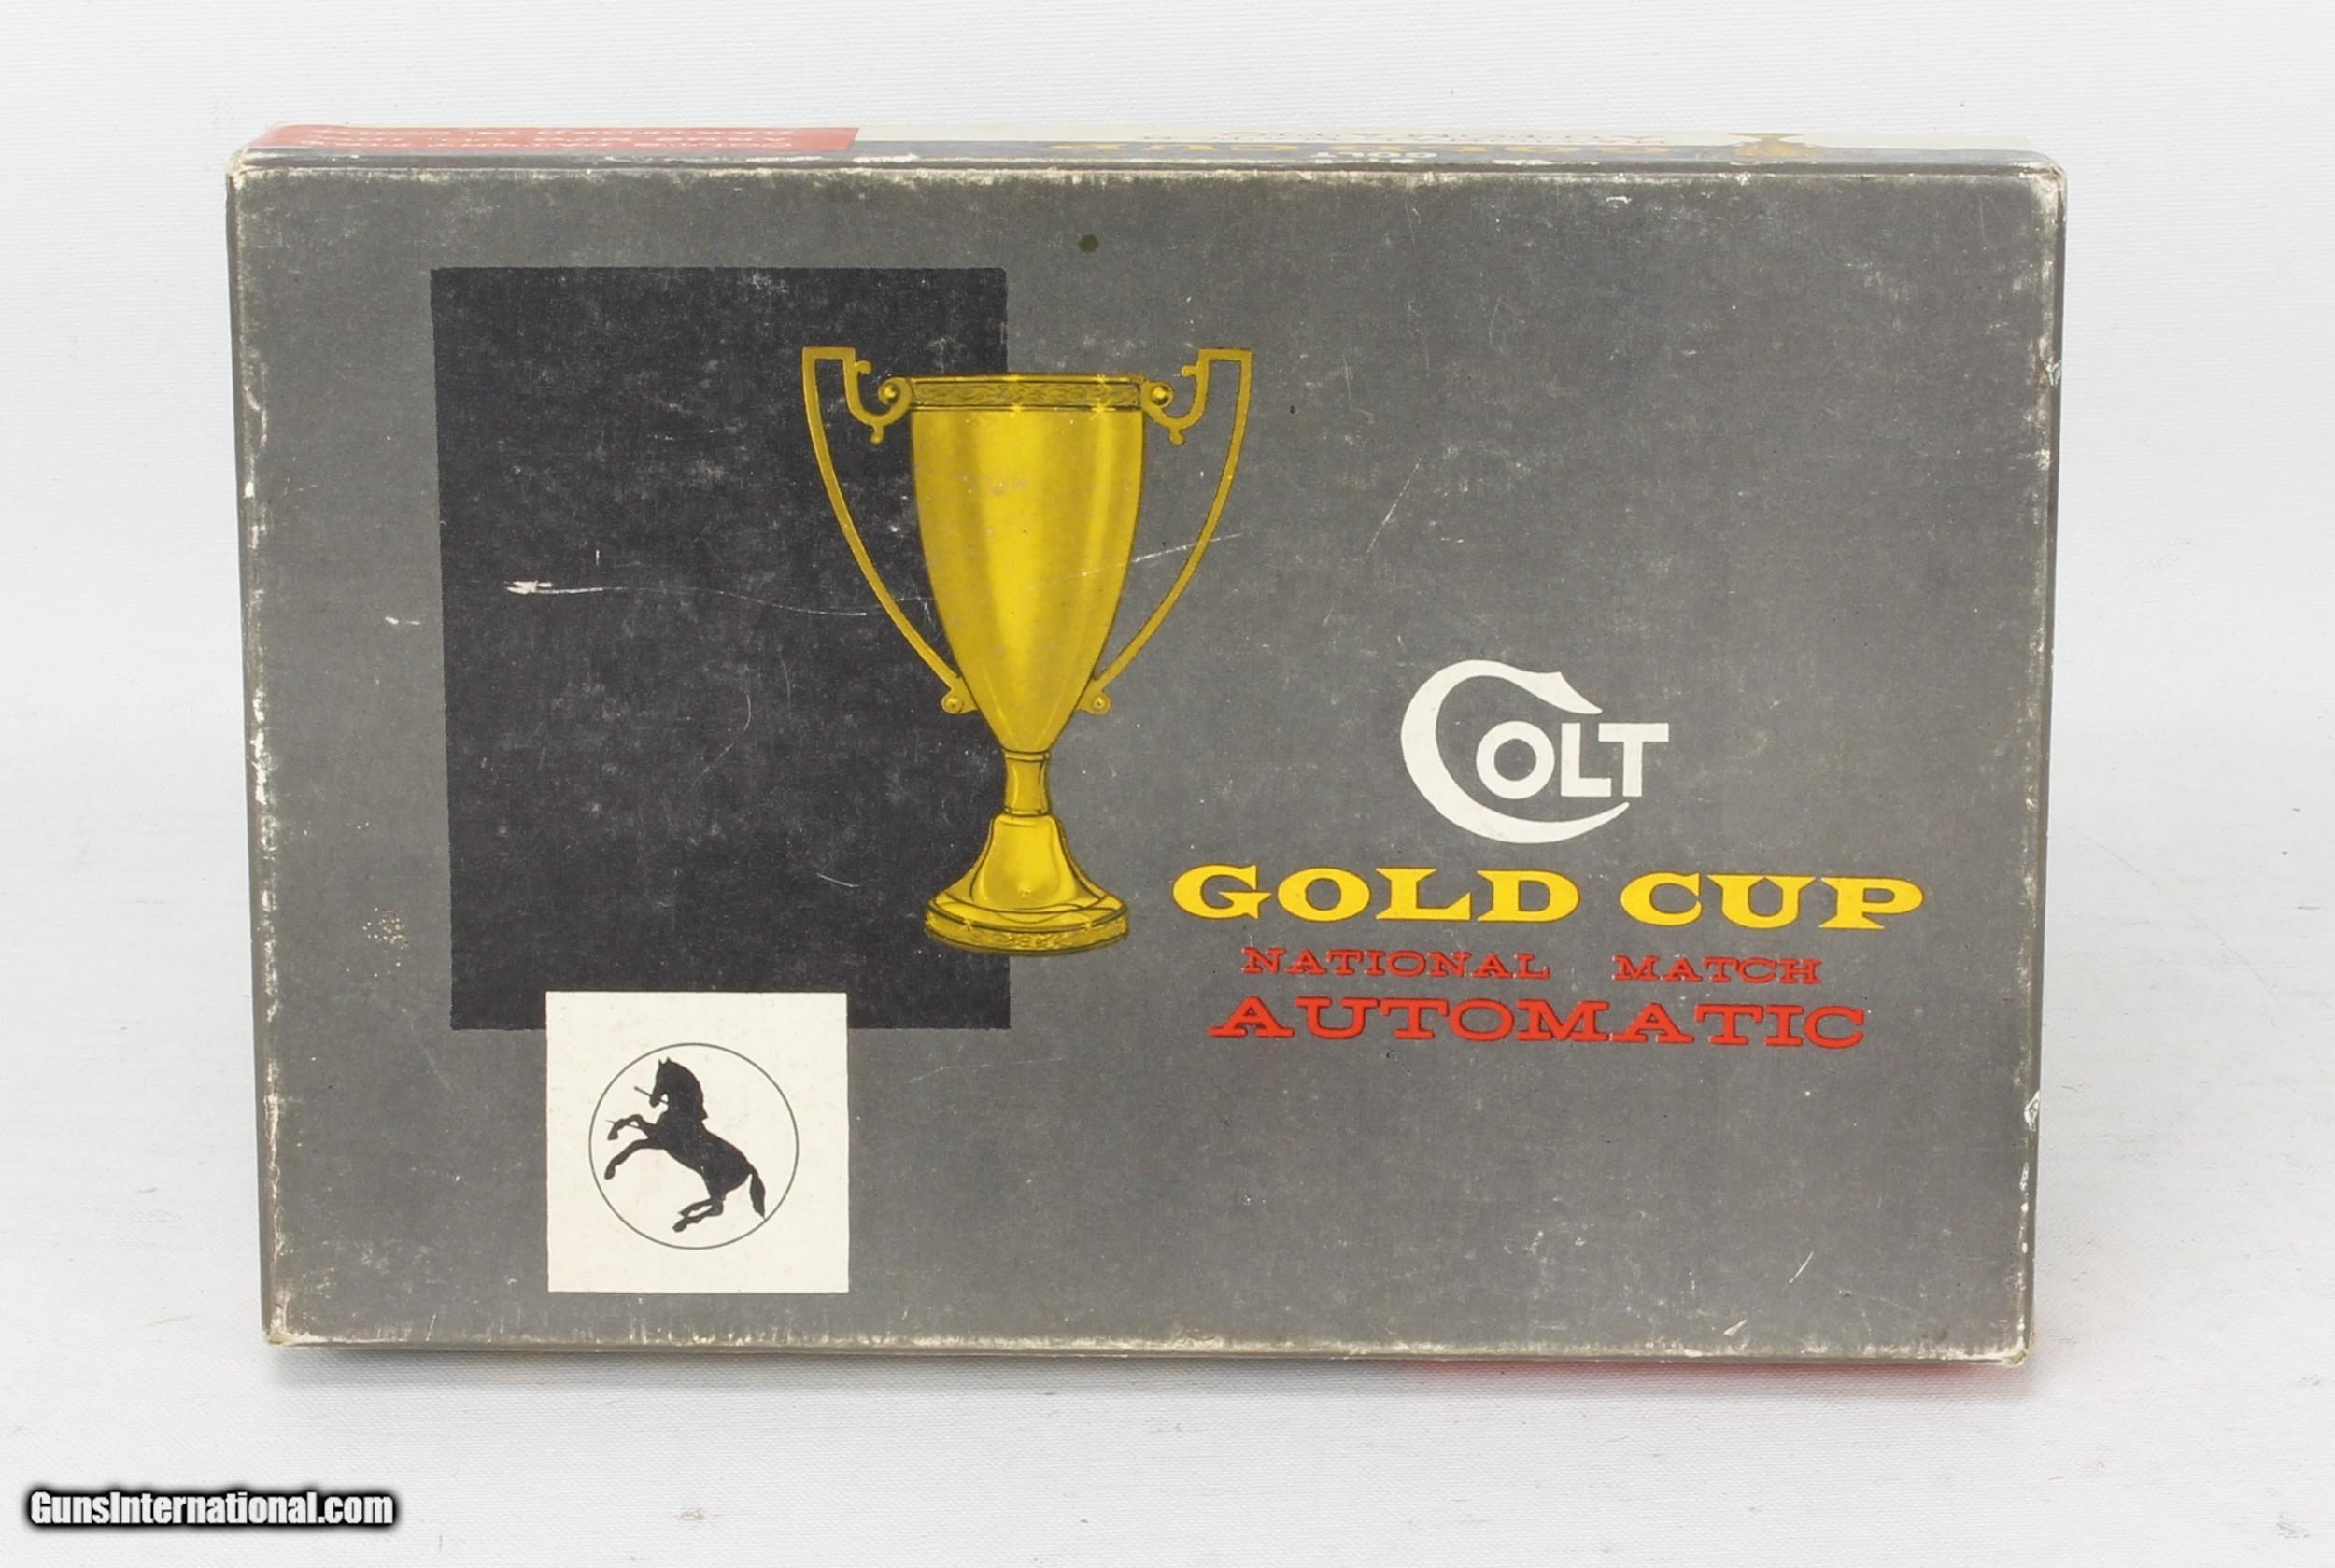 COLT
GOLD CUP
NATIONAL MATCH
AUTOMATIC
GunsInternational.com